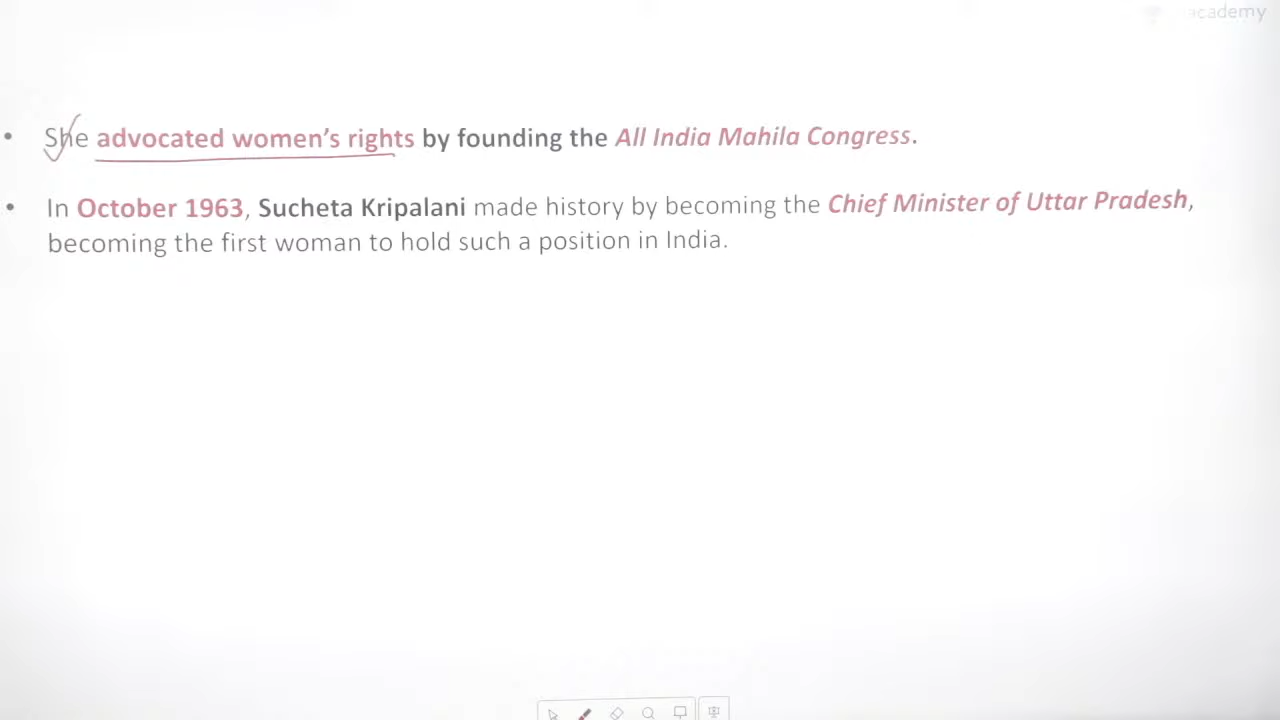 academy
• She advocated women's rights by founding the All India Mahila Congress.
• In October 1963, Sucheta Kripalani made history by becoming the Chief Minister of Uttar Pradesh,
becoming the first woman to hold such a position in India.